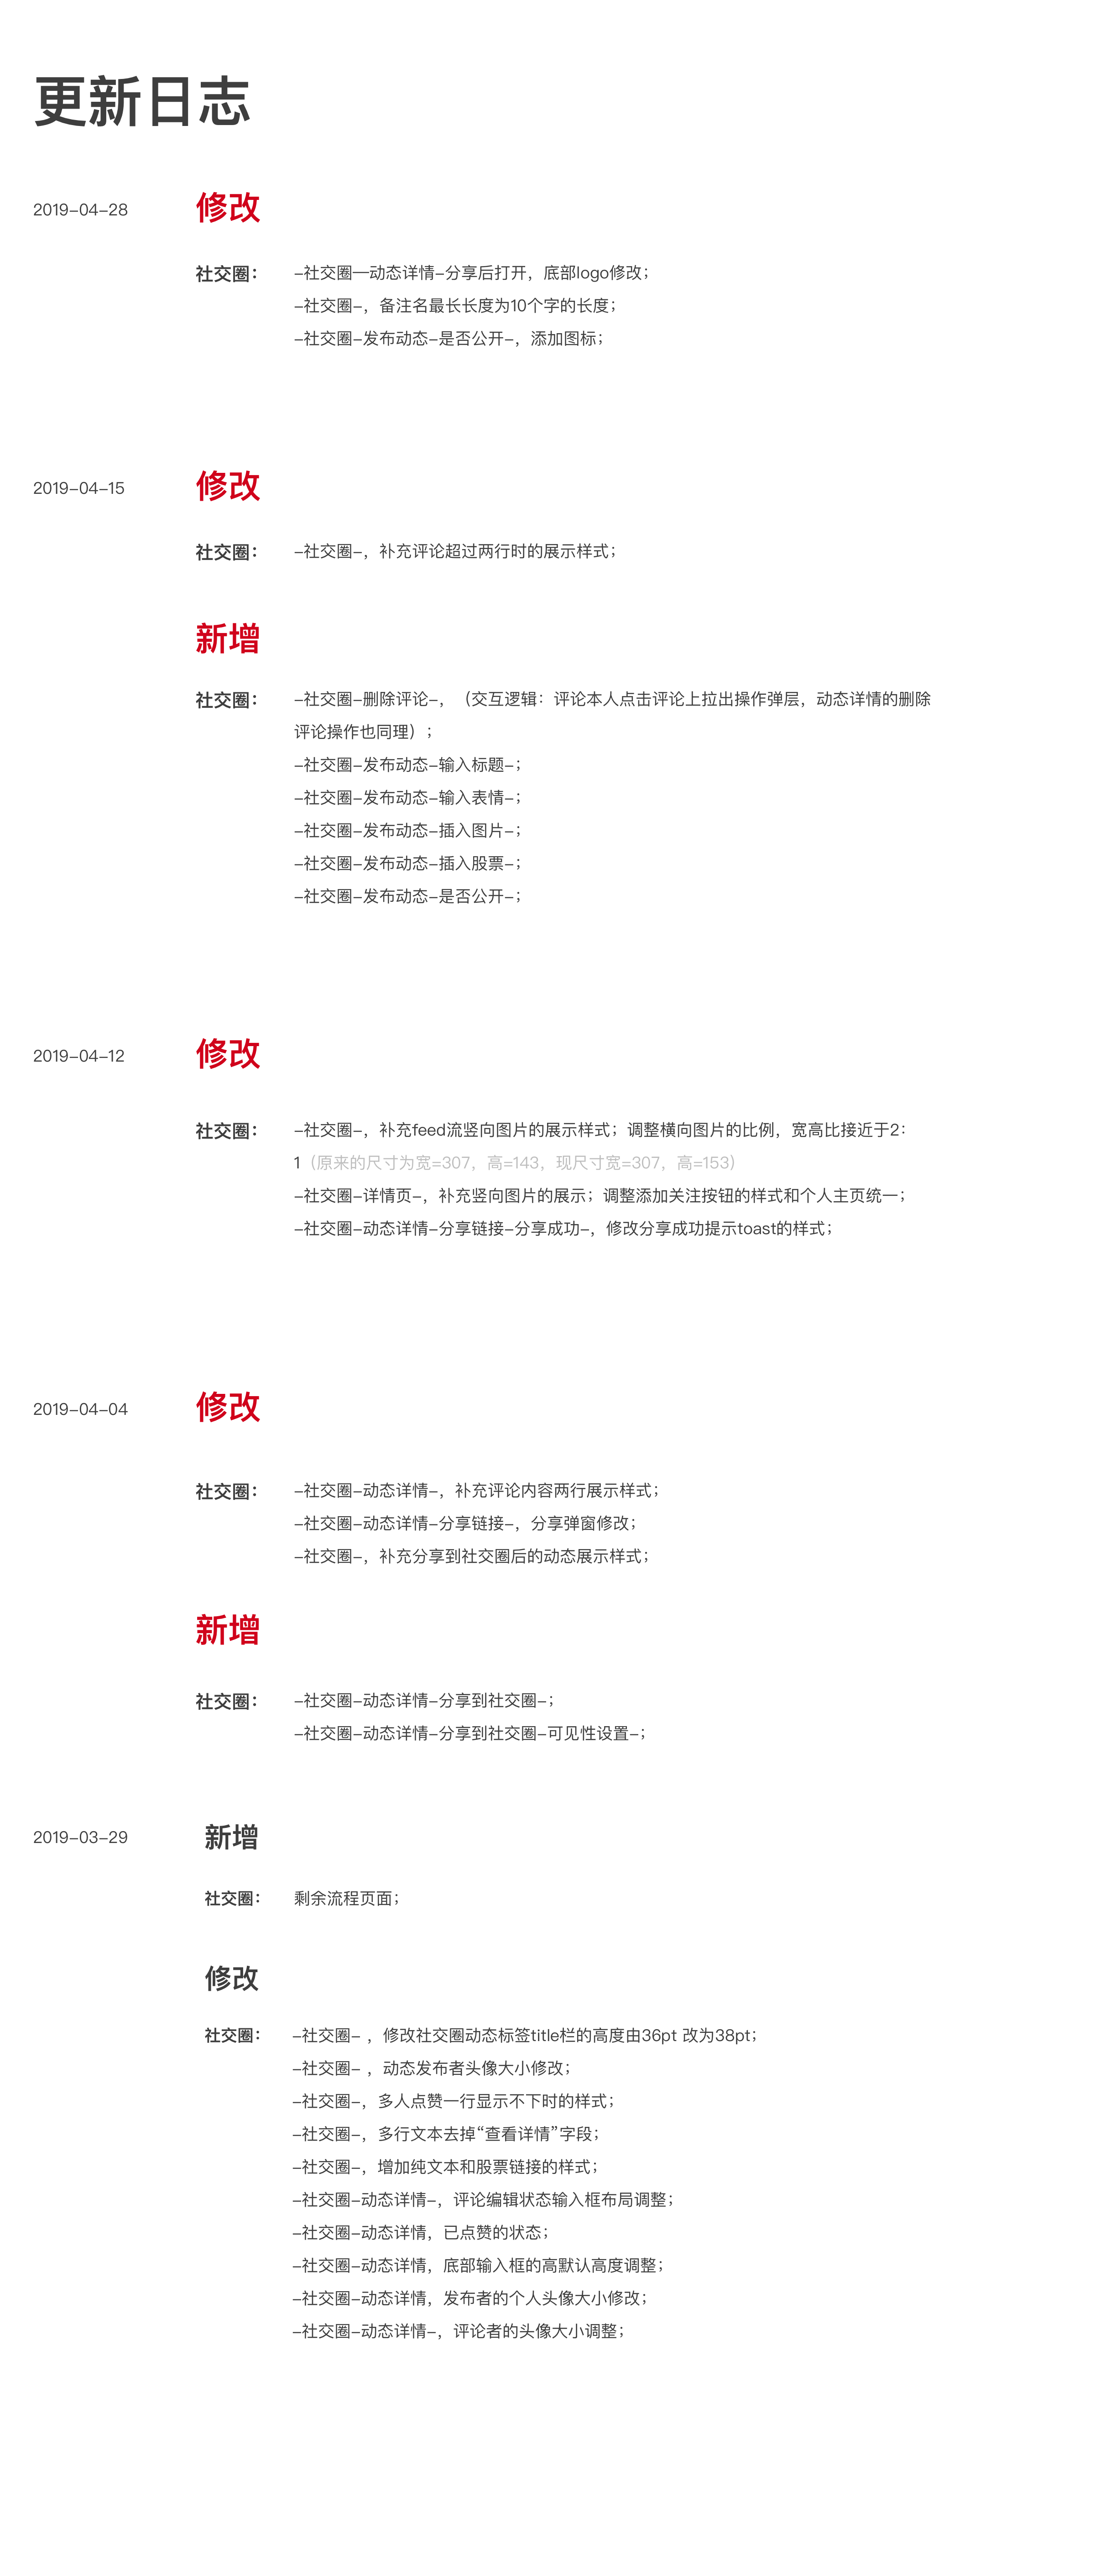 更新日志
2019-04-28 修改
社交圈： -社交圈—动态详情-分享后打开，底部logo修改；
-社交圈-，备注名最长长度为10个字的长度；
-社交圈-发布动态-是否公开-，添加图标；
2019-04-15 修改
社交圈： -社交圈-，补充评论超过两行时的展示样式；
新增
社交圈： -社交圈-删除评论-，（交互逻辑：评论本人点击评论上拉出操作弹层，动态详情的删除
评论操作也同理）；
-社交圈-发布动态-输入标题-；
-社交圈-发布动态-输入表情-；
-社交圈-发布动态-插入图片-；
-社交圈-发布动态-插入股票-；
-社交圈-发布动态-是否公开-；
2019-04-12 修改
社交圈： -社交圈-，补充feed流竖向图片的展示样式；调整横向图片的比例，宽高比接近于2：
1（原来的尺寸为宽=307，高=143，现尺寸宽=307，高=153）
-社交圈-详情页-，补充竖向图片的展示；调整添加关注按钮的样式和个人主页统一；
-社交圈-动态详情-分享链接-分享成功-，修改分享成功提示toast的样式；
2019-04-04 修改
社交圈： -社交圈-动态详情-，补充评论内容两行展示样式；
-社交圈-动态详情-分享链接-，分享弹窗修改；
-社交圈-，补充分享到社交圈后的动态展示样式；
新增
社交圈： -社交圈-动态详情-分享到社交圈-；
-社交圈-动态详情-分享到社交圈-可见性设置-；
2019-03-29 新增
社交圈： 剩余流程页面；
修改
社交圈： -社交圈- ，修改社交圈动态标签title栏的高度由36pt 改为38pt；
-社交圈- ，动态发布者头像大小修改；
-社交圈-，多人点赞一行显示不下时的样式；
-社交圈-，多行文本去掉“查看详情”字段；
-社交圈-，增加纯文本和股票链接的样式；
-社交圈-动态详情-，评论编辑状态输入框布局调整；
-社交圈-动态详情，已点赞的状态；
-社交圈-动态详情，底部输入框的高默认高度调整；
-社交圈-动态详情，发布者的个人头像大小修改；
-社交圈-动态详情-，评论者的头像大小调整；